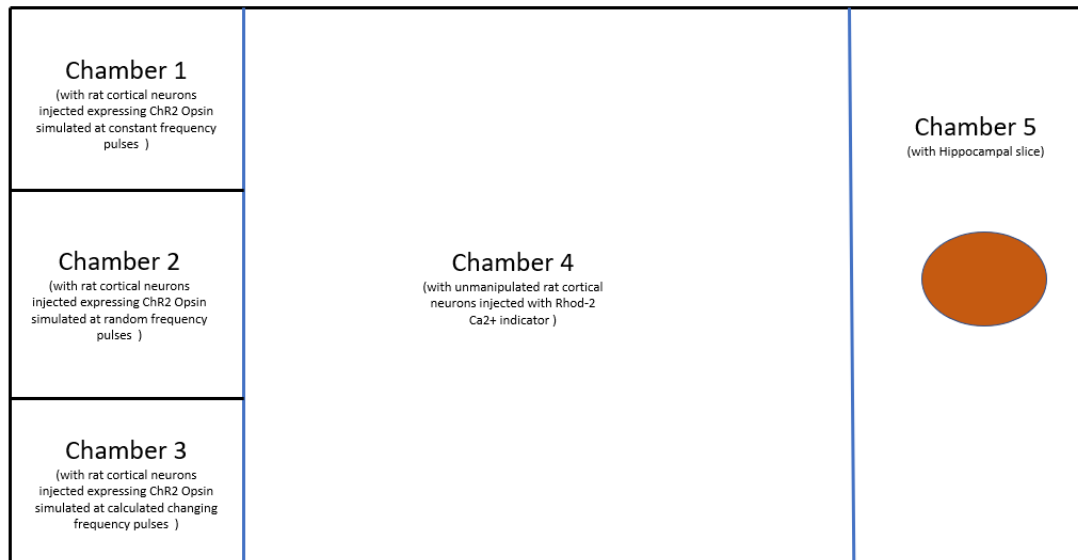 Chamber 1
(with rat cortical neurons
injected expressing ChR2 Opsin
simulated at constant frequency
pulses  )
Chamber 2
(with rat cortical neurons
injected expressing ChR2 Opsin
simulated at random frequency
pulses  )
Chamber 3
(with rat cortical neurons
injected expressing ChR2 Opsin
simulated at calculated changing
frequency pulses  )
Chamber 4
(with unmanipulated rat cortical
neurons injected with Rhod-2
Ca2+ indicator )
Chamber 5
(with Hippocampal slice)